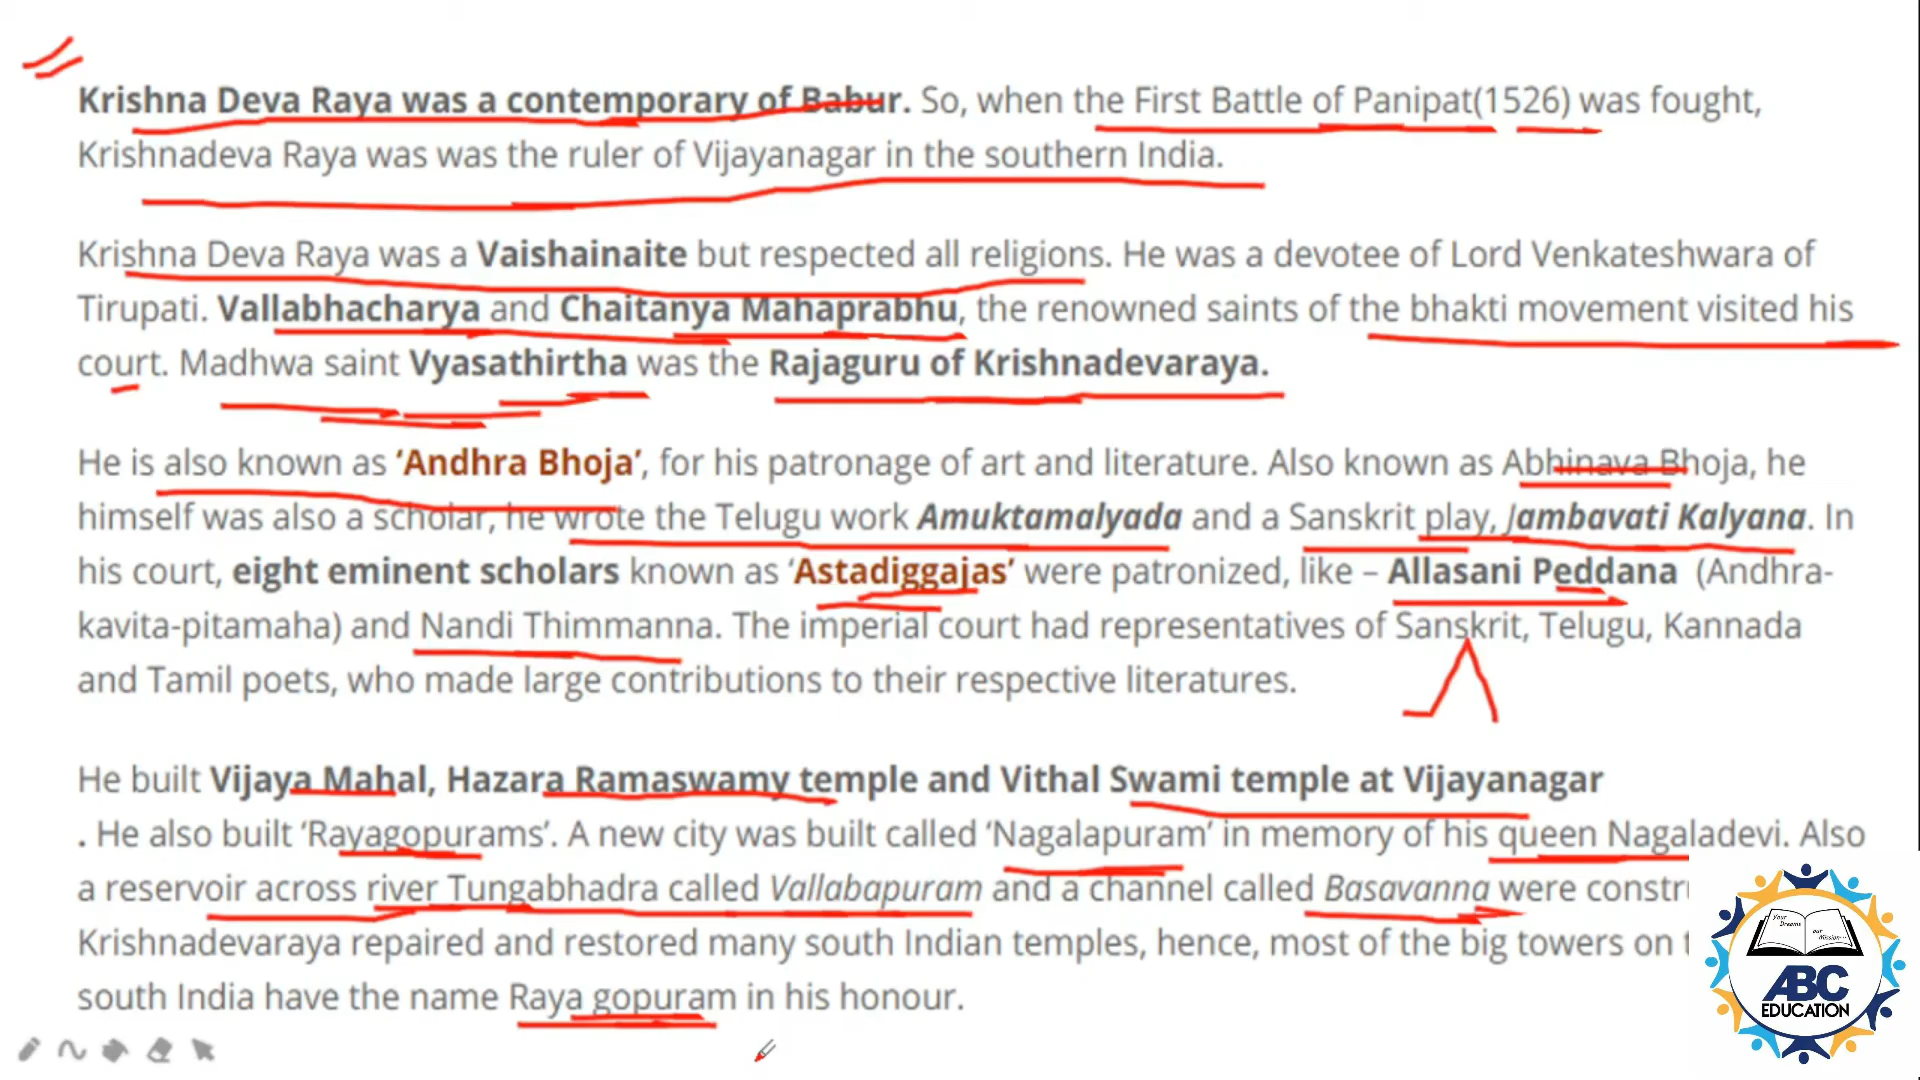 Krishna Deva Raya was a contemporary of Babur. So, when the First Battle of Panipat(1526) was fought,
Krishnadeva Raya was was the ruler of Vijayanagar in the southern India.
Krishna Deva Raya was a Vaishainaite but respected all religions. He was a devotee of Lord Venkateshwara of
Tirupati. Vallabhacharya and Chaitanya Mahaprabhu, the renowned saints of the bhakti movement visited his
court. Madhwa saint Vyasathirtha was the Rajaguru of Krishnadevaraya.
He is also known as ‘Andhra Bhoja’, for his patronage of art and literature. Also known as Abhinava Bhoja, he
himself was also a scholar, he wrote the Telugu work Amuktamalyada and a Sanskrit play, Jambavati Kalyana. In
his court, eight eminent scholars known as ‘Astadiggajas’ were patronized, like – Allasani Peddana (Andhra-
kavita-pitamaha) and Nandi Thimmanna. The imperial court had representatives of Sanskrit, Telugu, Kannada
and Tamil poets, who made large contributions to their respective literatures.
He built Vijaya Mahal, Hazara Ramaswamy temple and Vithal Swami temple at Vijayanagar
. He also built ‘Rayagopurams’. A new city was built called ‘Nagalapuram’ in memory of his queen Nagaladevi. Also
a reservoir across river Tungabhadra called Vallabapuram and a channel called Basavanna were constr
Krishnadevaraya repaired and restored many south Indian temples, hence, most of the big towers on
south India have the name Raya gopuram in his honour.
Your Dreams our Mission...
ABC
EDUCATION